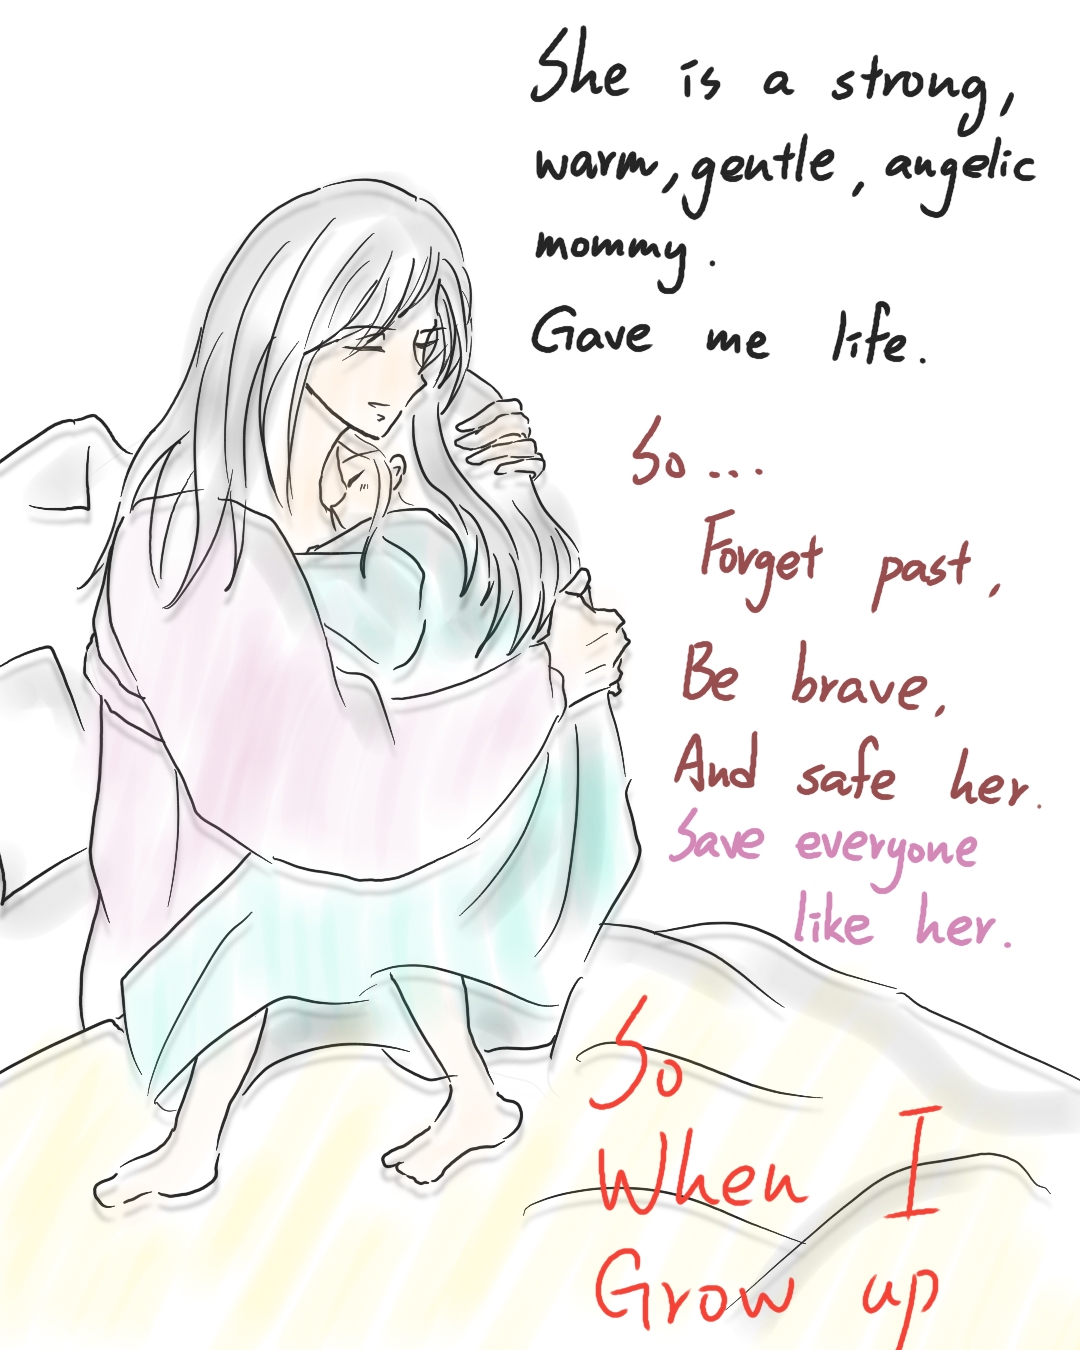 She is a strong,
warm, gentle, angelic
mommy.
Gave me life.
So...
Forget past,
Be brave,
And safe her.
Save everyone
like her.
So
When I
Grow up